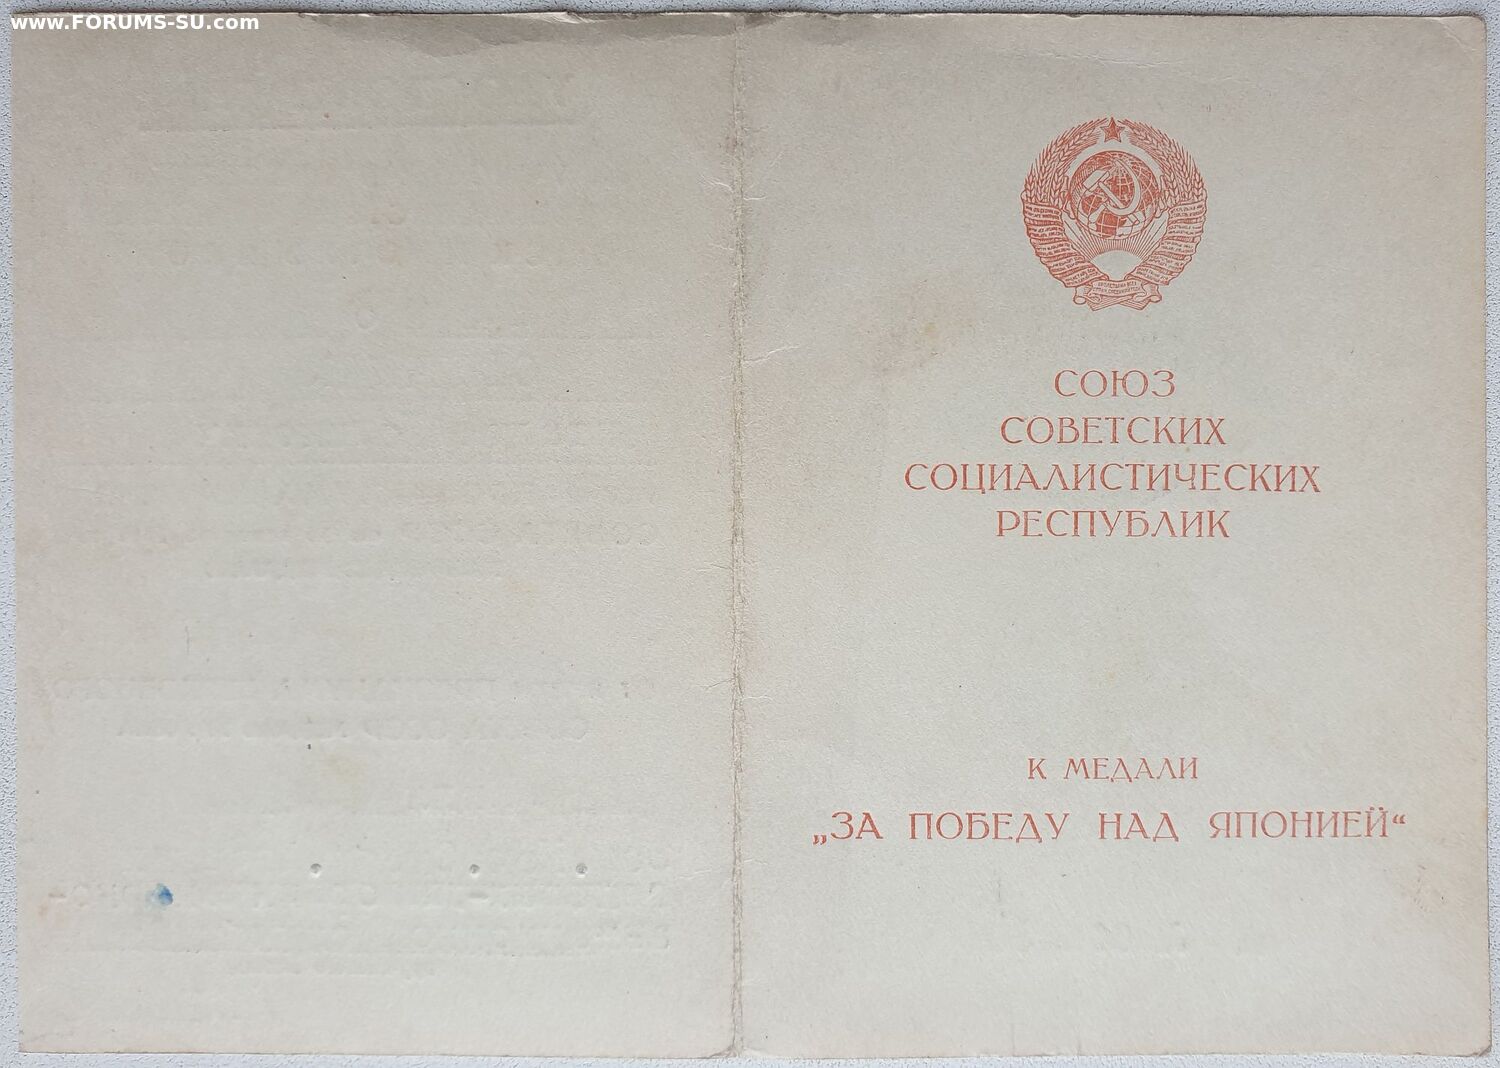 www.FORUMS-SU.com
СОЮЗ
СОВЕТСКИХ
СОЦИАЛИСТИЧЕСКИХ
РЕСПУБЛИК
К МЕДАЛИ
„ЗА ПОБЕДУ НАД ЯПОНИЕЙ“